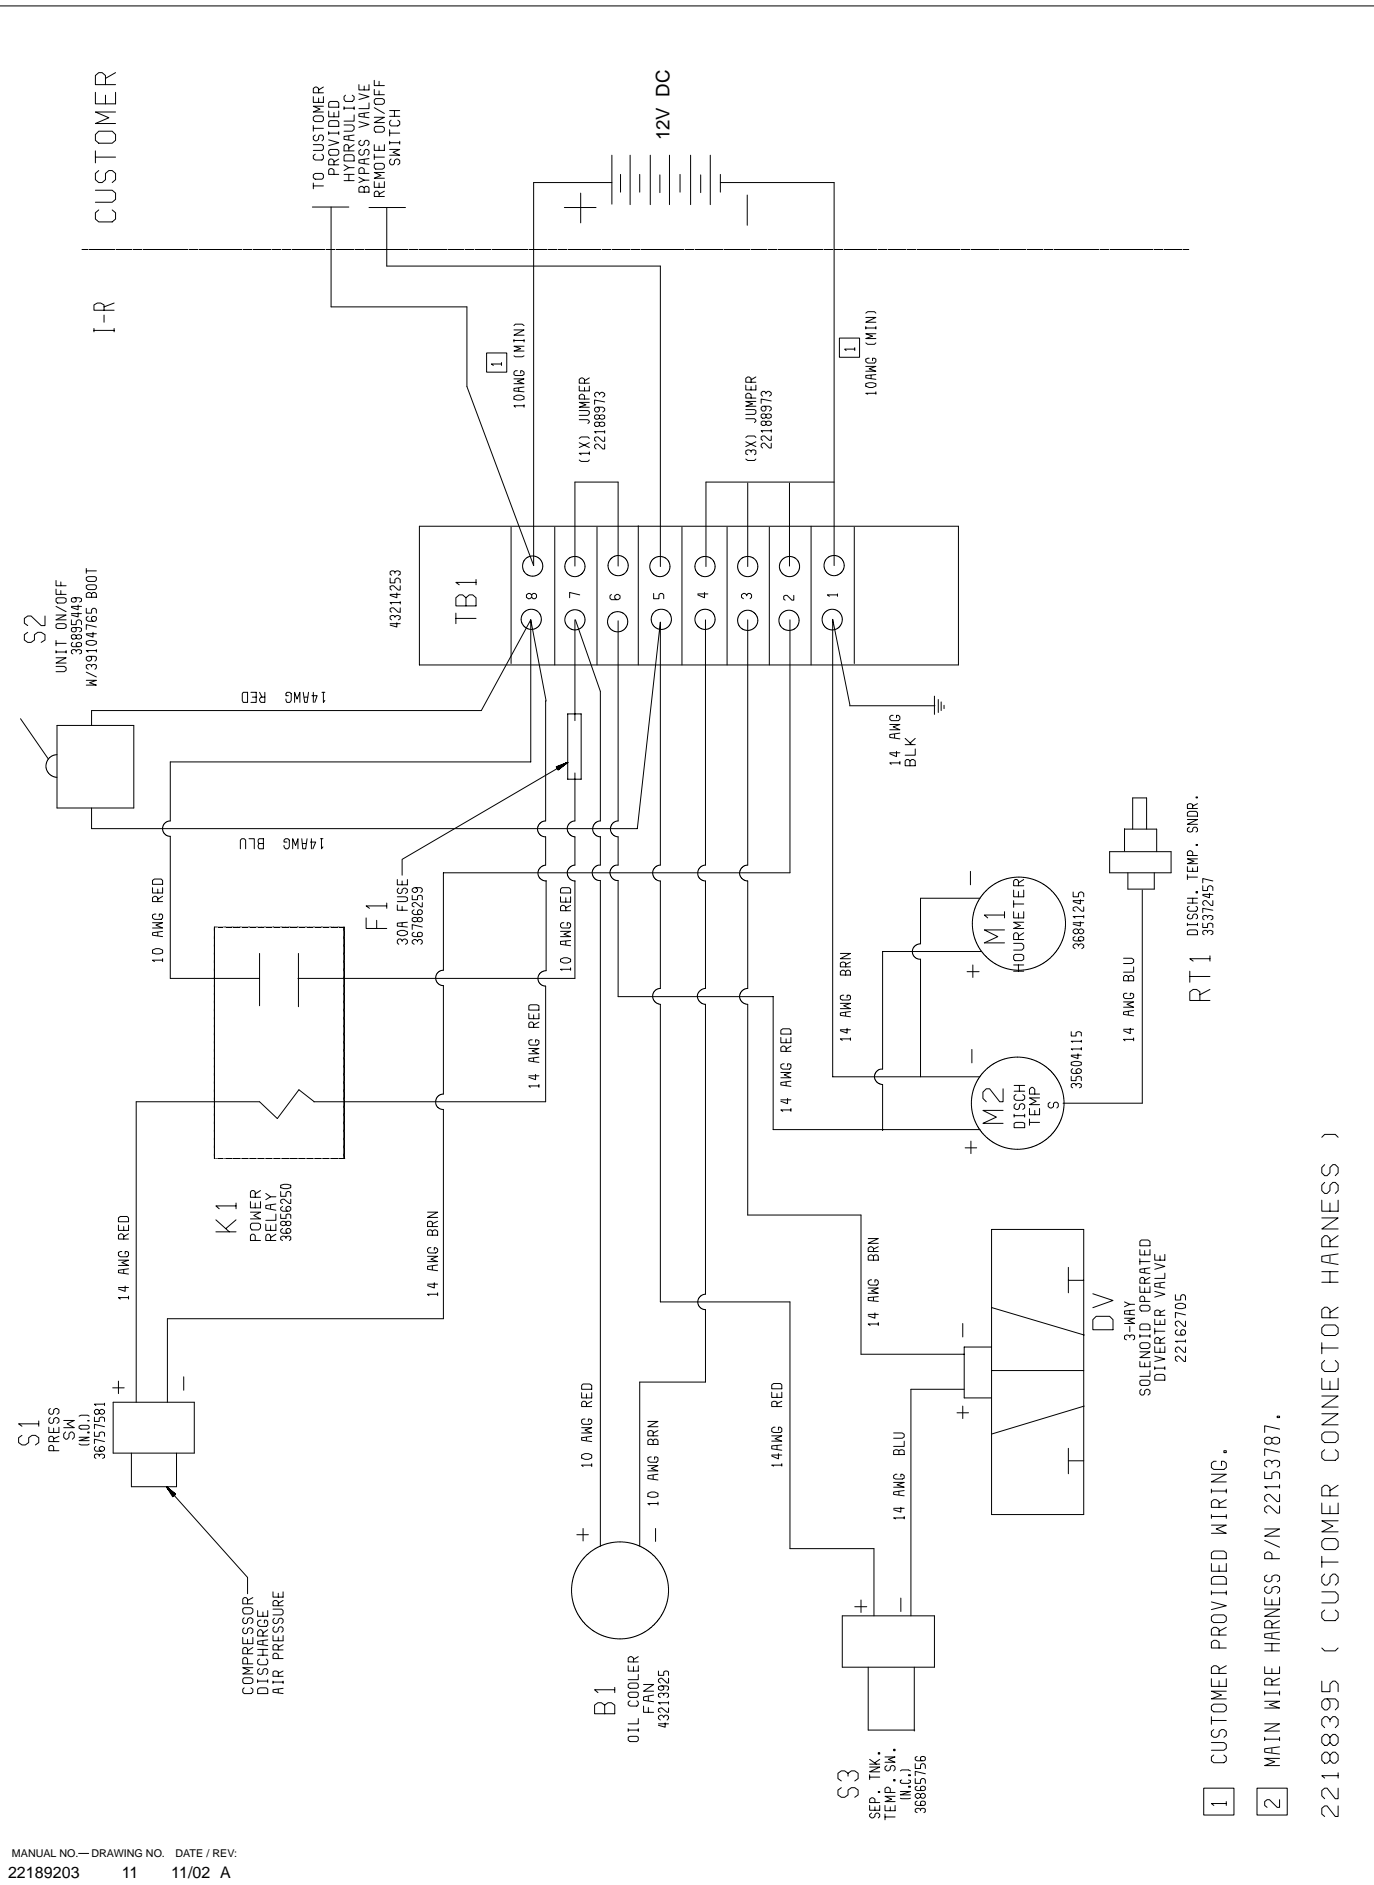 CUSTOMER
I-R
TO CUSTOMER
PROVIDED
HYDRAULIC
BYPASS VALVE
REMOTE ON/OFF
SWITCH
12V DC
+
−
1
10AWG (MIN)
1
10AWG (MIN)
(1X) JUMPER
22188973
(3X) JUMPER
22188973
S2
UNIT ON/OFF
36895449
W/39104765 BOOT
43214253
TB1
8
7
6
5
4
3
2
1
14AWG RED
14AWG BLU
14 AWG
BLK
F1
30A FUSE
36786259
10 AWG RED
10 AWG RED
14 AWG RED
K1
POWER
RELAY
36856250
14 AWG RED
14 AWG BRN
S1
PRESS
SW
(N.O.)
36757581
+
−
COMPRESSOR
DISCHARGE
AIR PRESSURE
14 AWG BRN
14 AWG RED
M1
HOURMETER
36841245
+
−
M2
DISCH
TEMP
S
35604115
+
−
14 AWG BLU
RT1
DISCH. TEMP. SNDR.
35372457
10 AWG RED
10 AWG BRN
B1
OIL COOLER
FAN
43213925
+
−
14AWG RED
14 AWG BLU
14 AWG BRN
DV
3-WAY
SOLENOID OPERATED
DIVERTER VALVE
22162705
+
−
S3
SEP. TNK.
TEMP. SW.
(N.C.)
36865756
+
−
1 CUSTOMER PROVIDED WIRING.
2 MAIN WIRE HARNESS P/N 22153787.
22188395 ( CUSTOMER CONNECTOR HARNESS )
MANUAL NO.— DRAWING NO. DATE / REV:
22189203 11 11/02 A